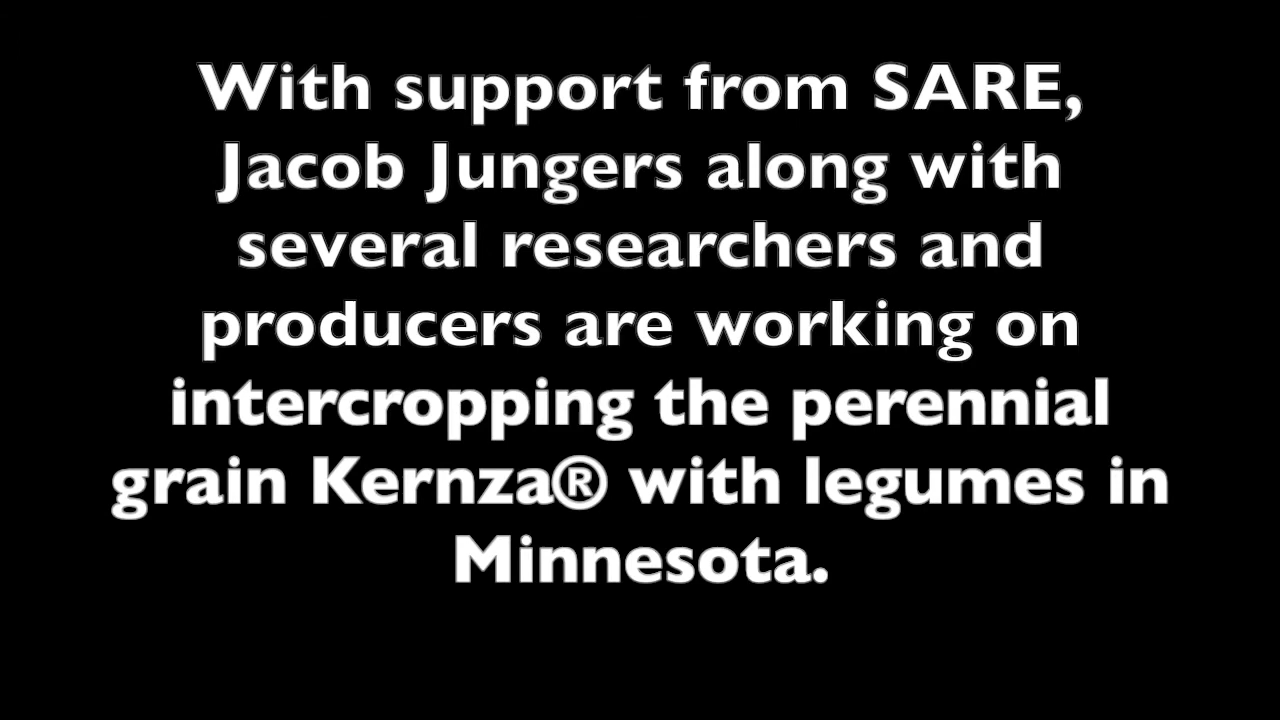 With support from SARE,
Jacob Jungers along with
several researchers and
producers are working on
intercropping the perennial
grain Kernza® with legumes in
Minnesota.